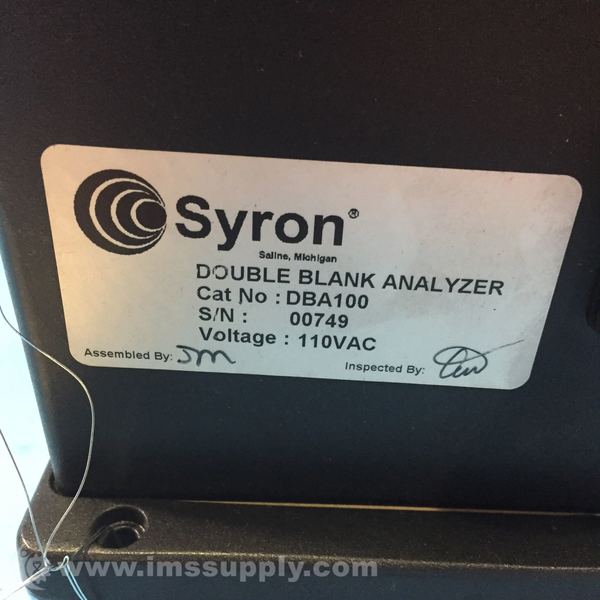 Syron®
Saline, Michigan
DOUBLE BLANK ANALYZER
Cat No : DBA100
S/N : 00749
Voltage : 110VAC
Assembled By: JM
Inspected By:
www.imssupply.com